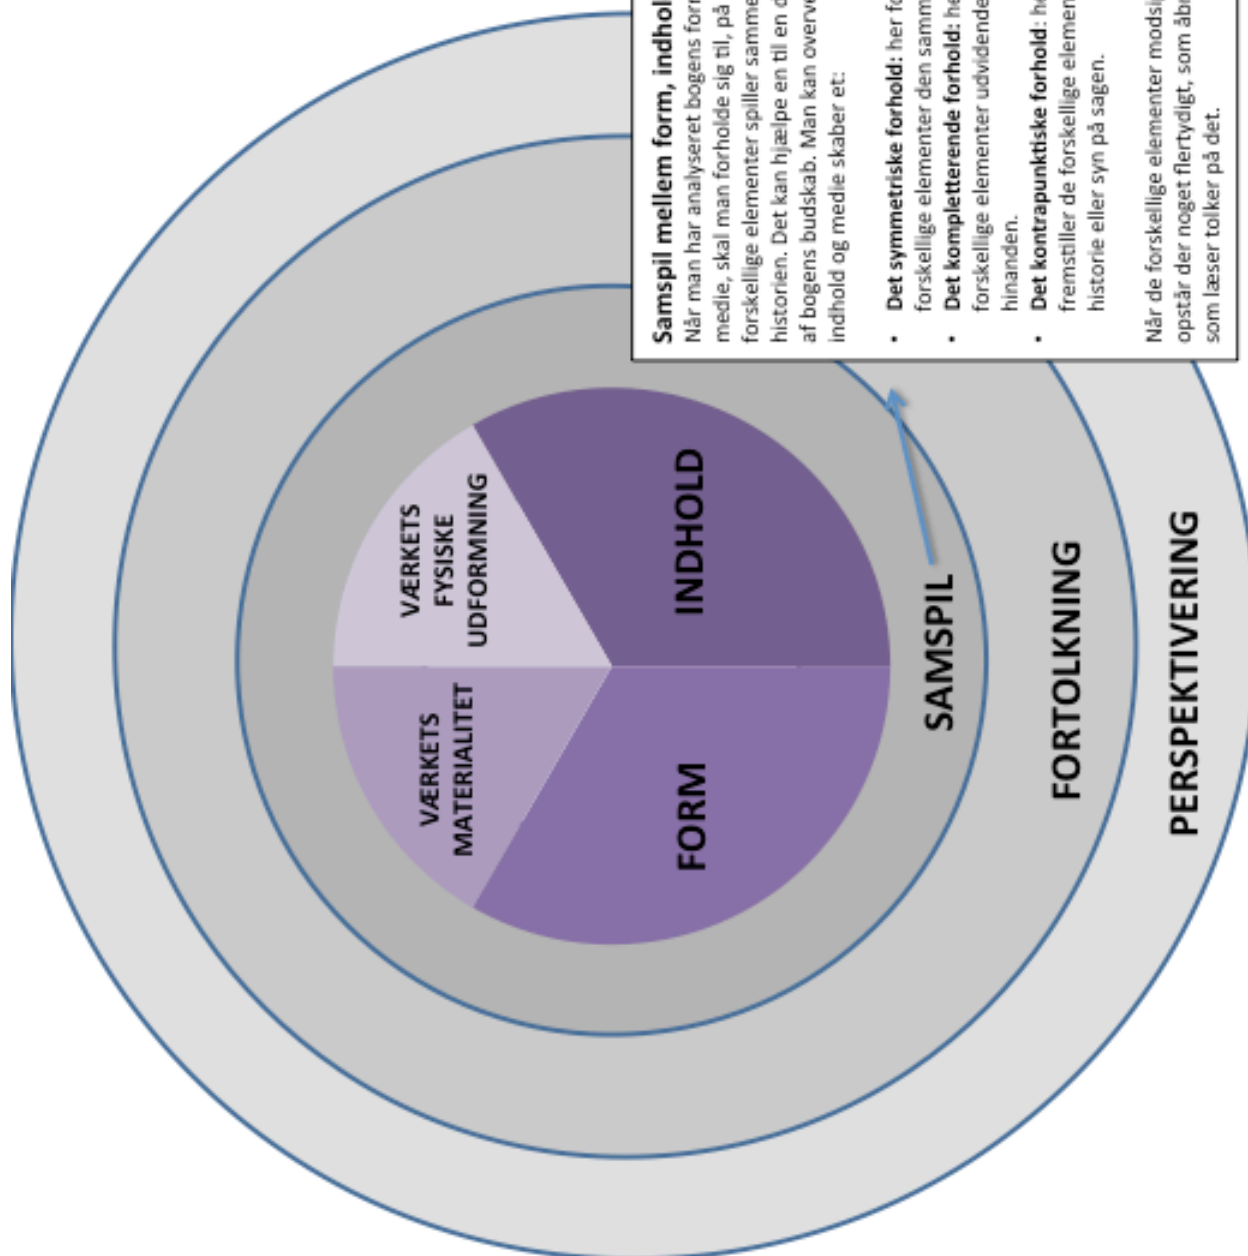 VÆRKETS
MATERIALITET
VÆRKETS
FYSISKE
UDFORMNING
FORM
INDHOLD
SAMSPIL
FORTOLKNING
PERSPEKTIVERING
Samspil mellem form, indhol
Når man har analyseret bogens forr
medie, skal man forholde sig til, på
forskellige elementer spiller samme
historien. Det kan hjælpe en til en d
af bogens budskab. Man kan overve
indhold og medie skaber et:
• Det symmetriske forhold: her fo
forskellige elementer den samm
• Det kompletterende forhold: he
forskellige elementer udvidende
hinanden.
• Det kontrapunktiske forhold: he
fremstiller de forskellige elemen
historie eller syn på sagen.
Når de forskellige elementer modsig
opstår der noget flertydigt, som åbn
som læser tolker på det.